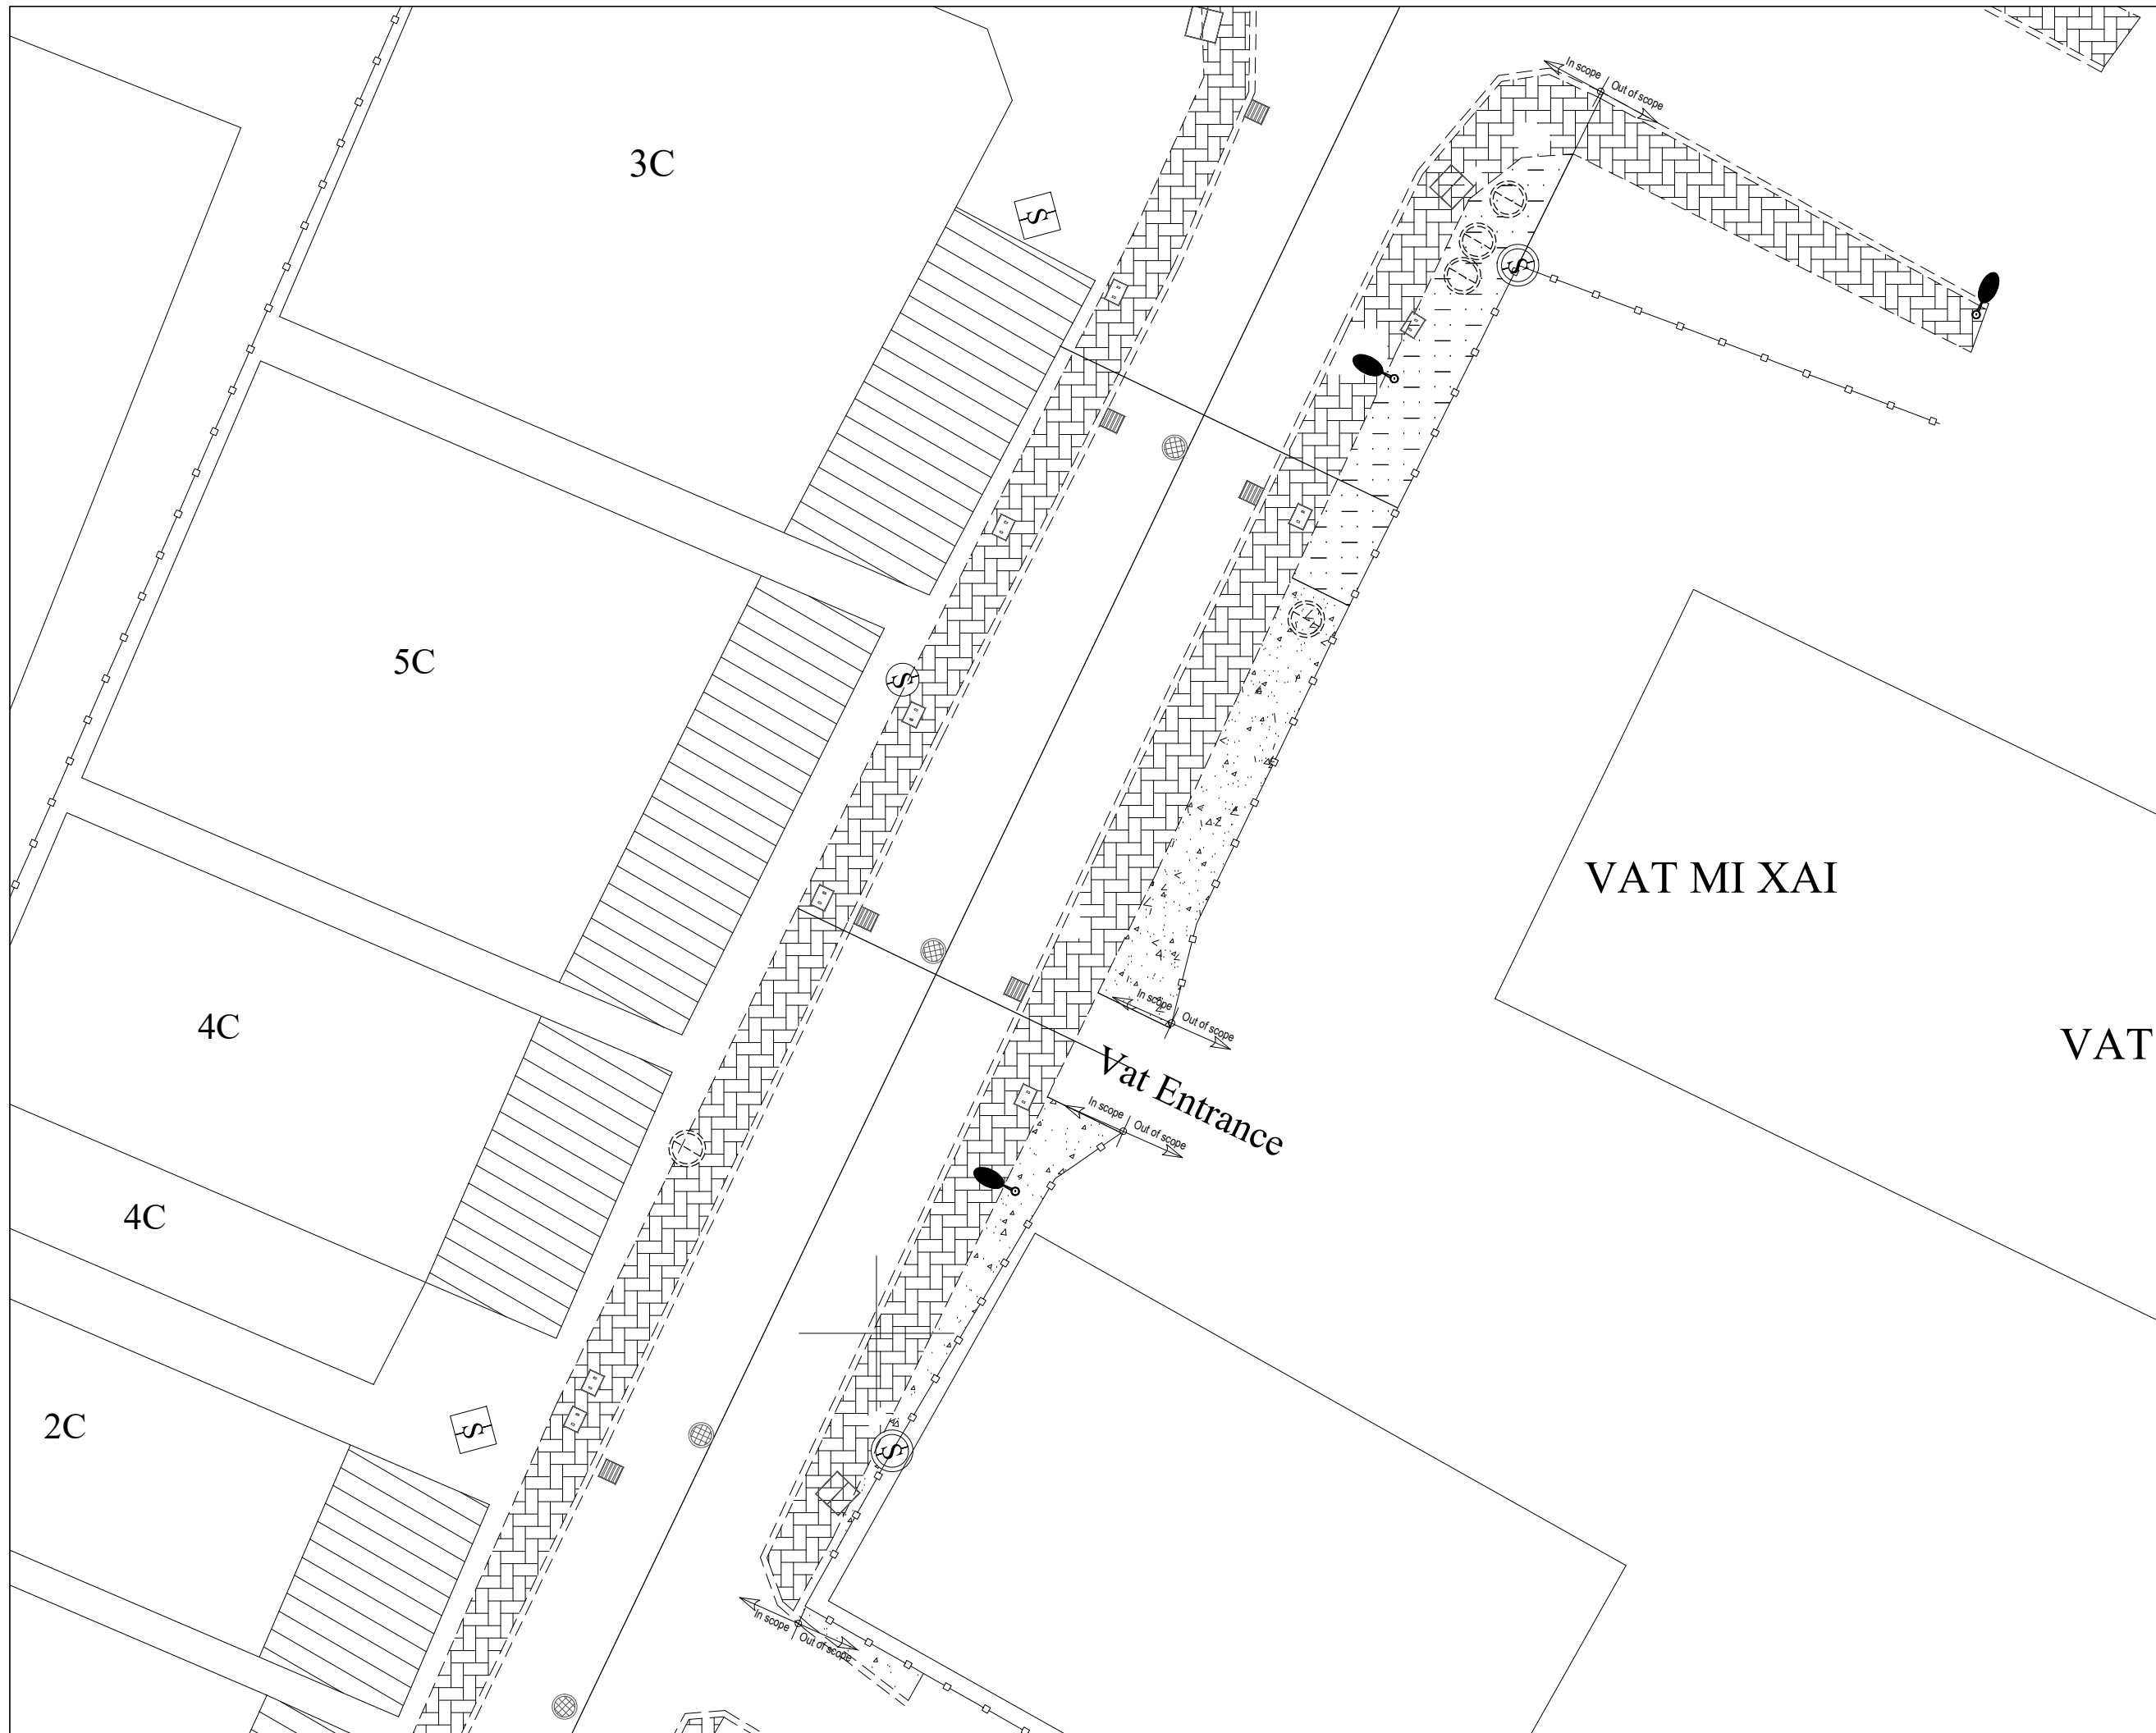 In scope
Out of scope
3C
S
S
5C
S
VAT MI XAI
4C
In scope
Out of scope
VAT
Vat Entrance
In scope
Out of scope
4C
2C
S
S
In scope
Out of scope